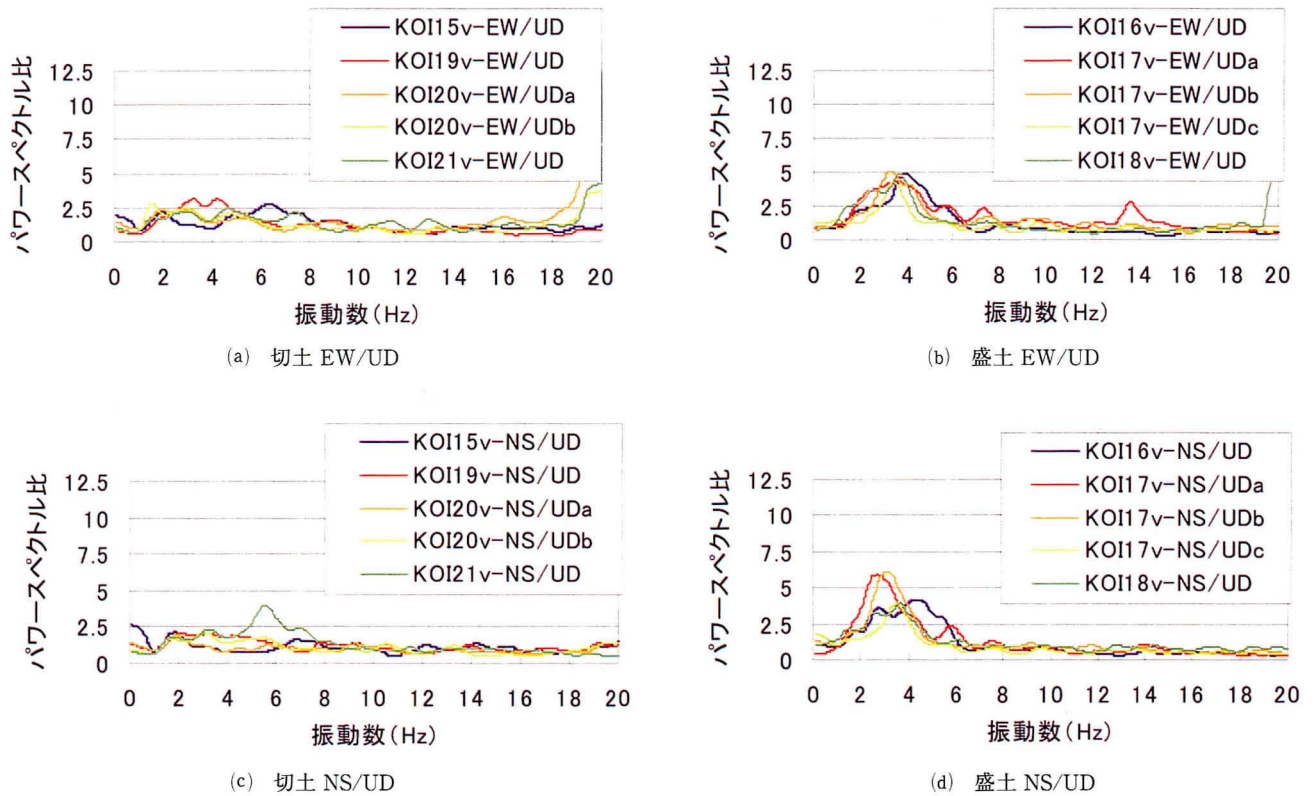 KOI15v-EW/UD
KOI19v-EW/UD
KOI20v-EW/UDa
KOI20v-EW/UDb
KOI21v-EW/UD
パワースペクトル比
12.5
10
7.5
5
2.5
0
0 2 4 6 8 10 12 14 16 18 20
振動数(Hz)
(a) 切土 EW/UD
KOI16v-EW/UD
KOI17v-EW/UDa
KOI17v-EW/UDb
KOI17v-EW/UDc
KOI18v-EW/UD
パワースペクトル比
12.5
10
7.5
5
2.5
0
0 2 4 6 8 10 12 14 16 18 20
振動数(Hz)
(b) 盛土 EW/UD
KOI15v-NS/UD
KOI19v-NS/UD
KOI20v-NS/UDa
KOI20v-NS/UDb
KOI21v-NS/UD
パワースペクトル比
12.5
10
7.5
5
2.5
0
0 2 4 6 8 10 12 14 16 18 20
振動数(Hz)
(c) 切土 NS/UD
KOI16v-NS/UD
KOI17v-NS/UDa
KOI17v-NS/UDb
KOI17v-NS/UDc
KOI18v-NS/UD
パワースペクトル比
12.5
10
7.5
5
2.5
0
0 2 4 6 8 10 12 14 16 18 20
振動数(Hz)
(d) 盛土 NS/UD